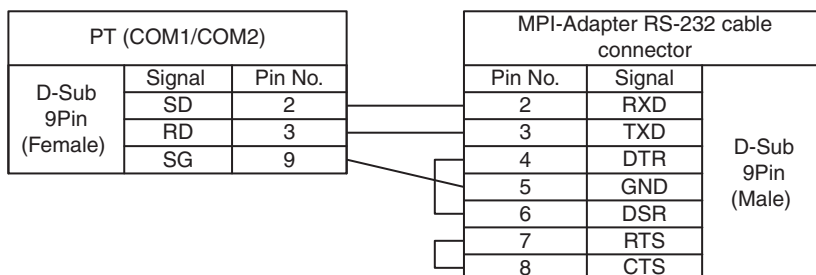 PT (COM1/COM2)
D-Sub
9Pin
(Female)
Signal Pin No.
SD 2
RD 3
SG 9
MPI-Adapter RS-232 cable
connector
Pin No. Signal
2 RXD
3 TXD
4 DTR
5 GND
6 DSR
7 RTS
8 CTS
D-Sub
9Pin
(Male)